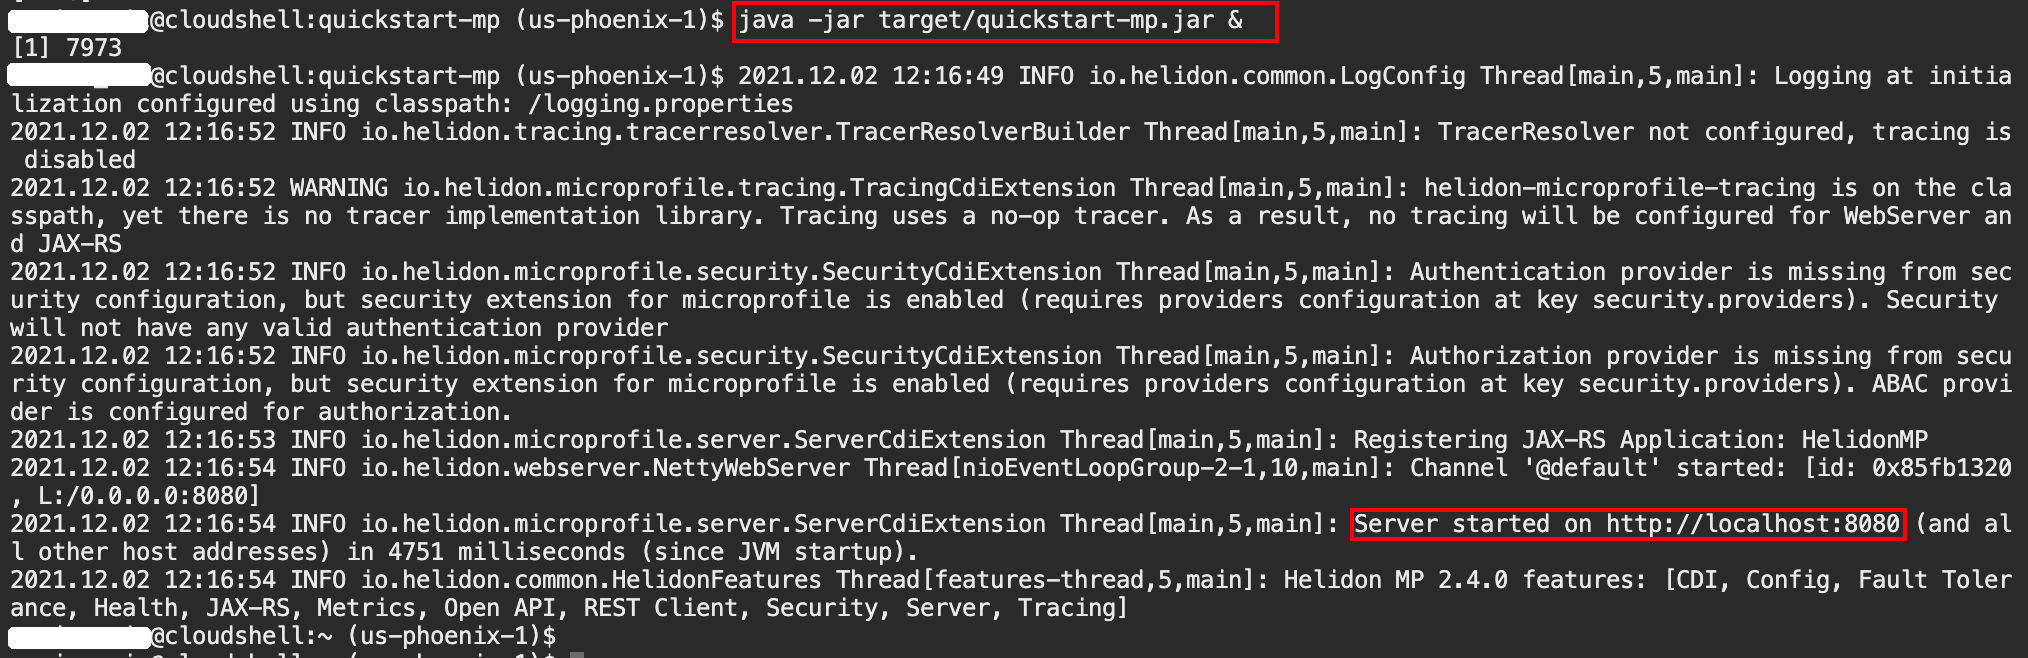 @cloudshell:quickstart-mp (us-phoenix-1)$ java -jar target/quickstart-mp.jar &
[1] 7973
@cloudshell:quickstart-mp (us-phoenix-1)$ 2021.12.02 12:16:49 INFO io.helidon.common.LogConfig Thread[main,5,main]: Logging at initia
lization configured using classpath: /logging.properties
2021.12.02 12:16:52 INFO io.helidon.tracing.tracerresolver.TracerResolverBuilder Thread[main,5,main]: TracerResolver not configured, tracing is
 disabled
2021.12.02 12:16:52 WARNING io.helidon.microprofile.tracing.TracingCdiExtension Thread[main,5,main]: helidon-microprofile-tracing is on the cla
sspath, yet there is no tracer implementation library. Tracing uses a no-op tracer. As a result, no tracing will be configured for WebServer an
d JAX-RS
2021.12.02 12:16:52 INFO io.helidon.microprofile.security.SecurityCdiExtension Thread[main,5,main]: Authentication provider is missing from sec
urity configuration, but security extension for microprofile is enabled (requires providers configuration at key security.providers). Security
will not have any valid authentication provider
2021.12.02 12:16:52 INFO io.helidon.microprofile.security.SecurityCdiExtension Thread[main,5,main]: Authorization provider is missing from secu
rity configuration, but security extension for microprofile is enabled (requires providers configuration at key security.providers). ABAC provi
der is configured for authorization.
2021.12.02 12:16:53 INFO io.helidon.microprofile.server.ServerCdiExtension Thread[main,5,main]: Registering JAX-RS Application: HelidonMP
2021.12.02 12:16:54 INFO io.helidon.webserver.NettyWebServer Thread[nioEventLoopGroup-2-1,10,main]: Channel '@default' started: [id: 0x85fb1320
, L:/0.0.0.0:8080]
2021.12.02 12:16:54 INFO io.helidon.microprofile.server.ServerCdiExtension Thread[main,5,main]: Server started on http://localhost:8080 (and al
l other host addresses) in 4751 milliseconds (since JVM startup).
2021.12.02 12:16:54 INFO io.helidon.common.HelidonFeatures Thread[features-thread,5,main]: Helidon MP 2.4.0 features: [CDI, Config, Fault Toler
ance, Health, JAX-RS, Metrics, Open API, REST Client, Security, Server, Tracing]
@cloudshell:~ (us-phoenix-1)$